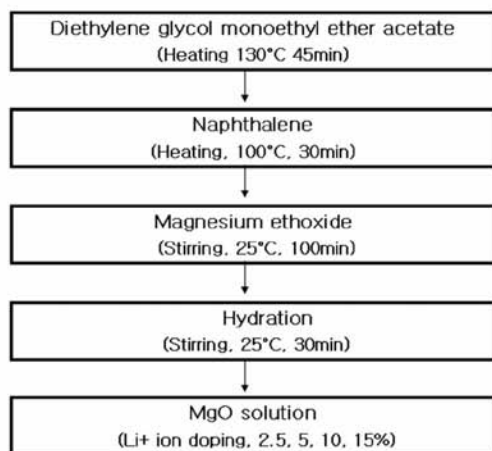 Diethylene glycol monoethyl ether acetate
(Heating 130°C 45min)
Naphthalene
(Heating, 100°C, 30min)
Magnesium ethoxide
(Stirring, 25°C, 100min)
Hydration
(Stirring, 25°C, 30min)
MgO solution
(Li+ ion doping, 2.5, 5, 10, 15%)